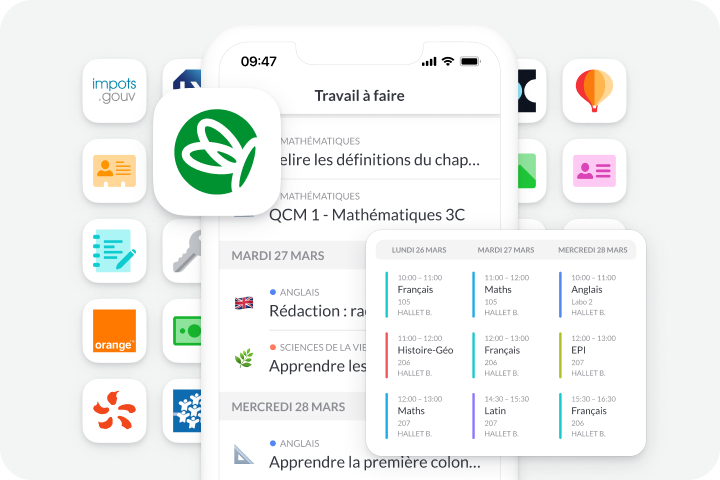 09:47
Travail à faire
impots
.gouv
MATHÉMATIQUES
elire les définitions du chap...
MATHÉMATIQUES
QCM 1 - Mathématiques 3C
MARDI 27 MARS
ANGLAIS
Rédaction :
SCIENCES DE LA VIE
Apprendre les
MERCREDI 28 MARS
ANGLAIS
Apprendre la première colon...
orange
LUNDI 26 MARS
MARDI 27 MARS
MERCREDI 28 MARS
10:00 – 11:00
Français
105
HALLET B.
11:00 – 12:00
Maths
105
HALLET B.
10:00 – 11:00
Anglais
Labo 2
HALLET B.
11:00 – 12:00
Histoire-Géo
206
HALLET B.
12:00 – 13:00
Français
206
HALLET B.
12:00 – 13:00
EPI
207
HALLET B.
12:00 – 13:00
Maths
207
HALLET B.
14:30 – 15:30
Latin
207
HALLET B.
15:30 – 16:30
Français
206
HALLET B.